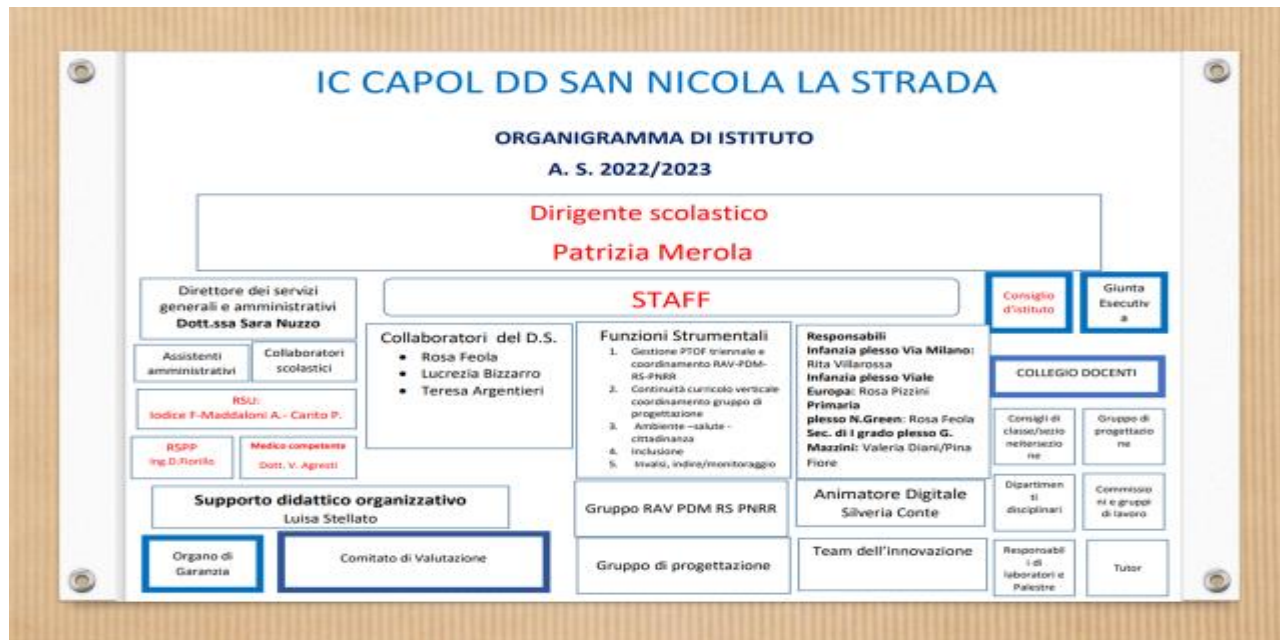 IC CAPOL DD SAN NICOLA LA STRADA
ORGANIGRAMMA DI ISTITUTO
A. S. 2022/2023
Dirigente scolastico
Patrizia Merola
Direttore dei servizi
generali e amministrativi
Dott.ssa Sara Nuzzo
Assistenti
amministrativi
Collaboratori
scolastici
RSU:
Iodice F-Maddaloni A.- Canto P.
RSPP
Ing.D.Fiorillo
Medico competente
Dott. V. Agresti
Supporto didattico organizzativo
Luisa Stellato
Organo di
Garanzia
Comitato di Valutazione
STAFF
Collaboratori del D.S.
• Rosa Feola
• Lucrezia Bizzarro
• Teresa Argentieri
Funzioni Strumentali
1. Gestione PTOF triennale e
coordinamento RAV-PDM-
RS-PNRR
2. Continuità curricolo verticale
coordinamento gruppo di
progettazione
3. Ambiente –salute -
cittadinanza
4. Inclusione
5. Invalsi, indire/monitoraggio
Gruppo RAV PDM RS PNRR
Gruppo di progettazione
Responsabili
Infanzia plesso Via Milano:
Rita Villarossa
Infanzia plesso Viale
Europa: Rosa Pizzini
Primaria
plesso N.Green: Rosa Feola
Sec. di I grado plesso G.
Mazzini: Valeria Diani/Pina
Fiore
Animatore Digitale
Silveria Conte
Team dell’innovazione
Consiglio
d'istituto
Giunta
Esecutiv
a
COLLEGIO DOCENTI
Consigli di
classe/sezio
ne/tersezio
ne
Gruppo di
progettazio
ne
Dipartimen
ti
disciplinari
Commissio
ni e gruppi
di lavoro
Responsabil
i di
laboratori e
Palestre
Tutor